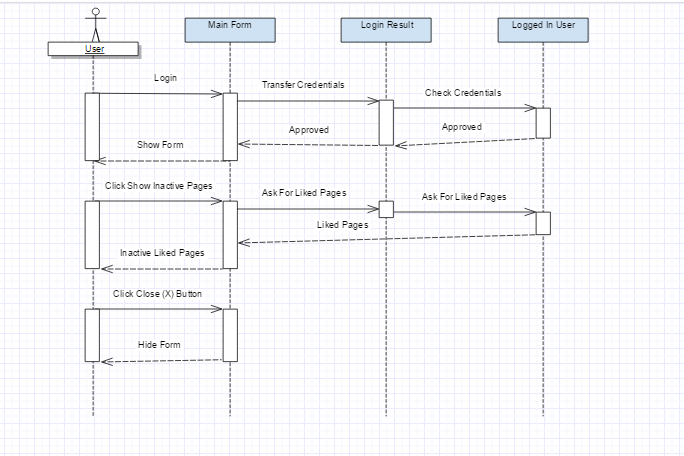 Main Form
Login Result
Logged In User
User
Login
Transfer Credentials
Check Credentials
Approved
Approved
Show Form
Click Show Inactive Pages
Ask For Liked Pages
Ask For Liked Pages
Liked Pages
Inactive Liked Pages
Click Close (X) Button
Hide Form